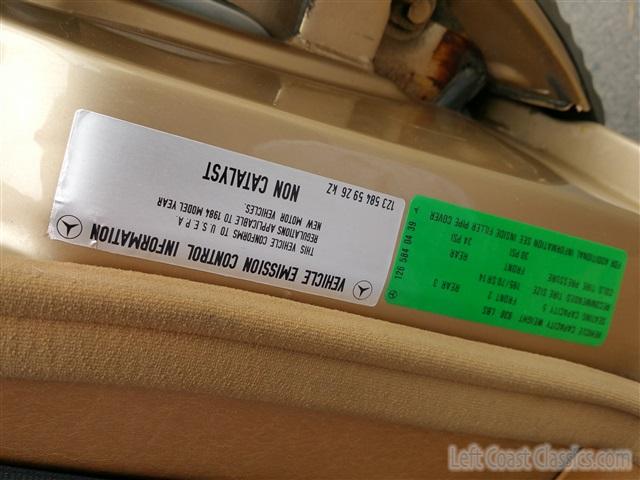 VEHICLE EMISSION CONTROL INFORMATION
THIS VEHICLE CONFORMS TO U.S.E.P.A.
REGULATIONS APPLICABLE TO 1984 MODEL YEAR
NEW MOTOR VEHICLES.
NON CATALYST
123 584 59 26 KZ
VEHICLE CAPACITY WEIGHT 930 LBS
SEATING CAPACITY 5 FRONT 2 REAR 3
RECOMMENDED TIRE SIZE 195/70 SR 14
COLD TIRE PRESSURE FRONT 30 PSI
REAR 34 PSI
FOR ADDITIONAL INFORMATION SEE INSIDE FILLER PIPE COVER
126 584 04 39 A
Left Coast Classics.com